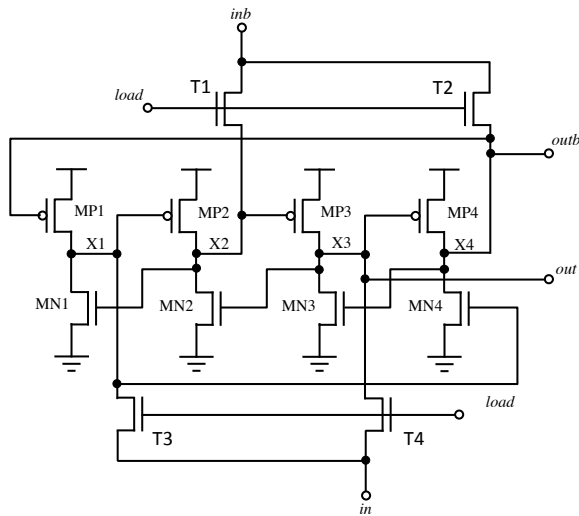 inb
T1
T2
load
outb
MP1
MP2
MP3
MP4
X1
X2
X3
X4
out
MN1
MN2
MN3
MN4
load
T3
T4
in